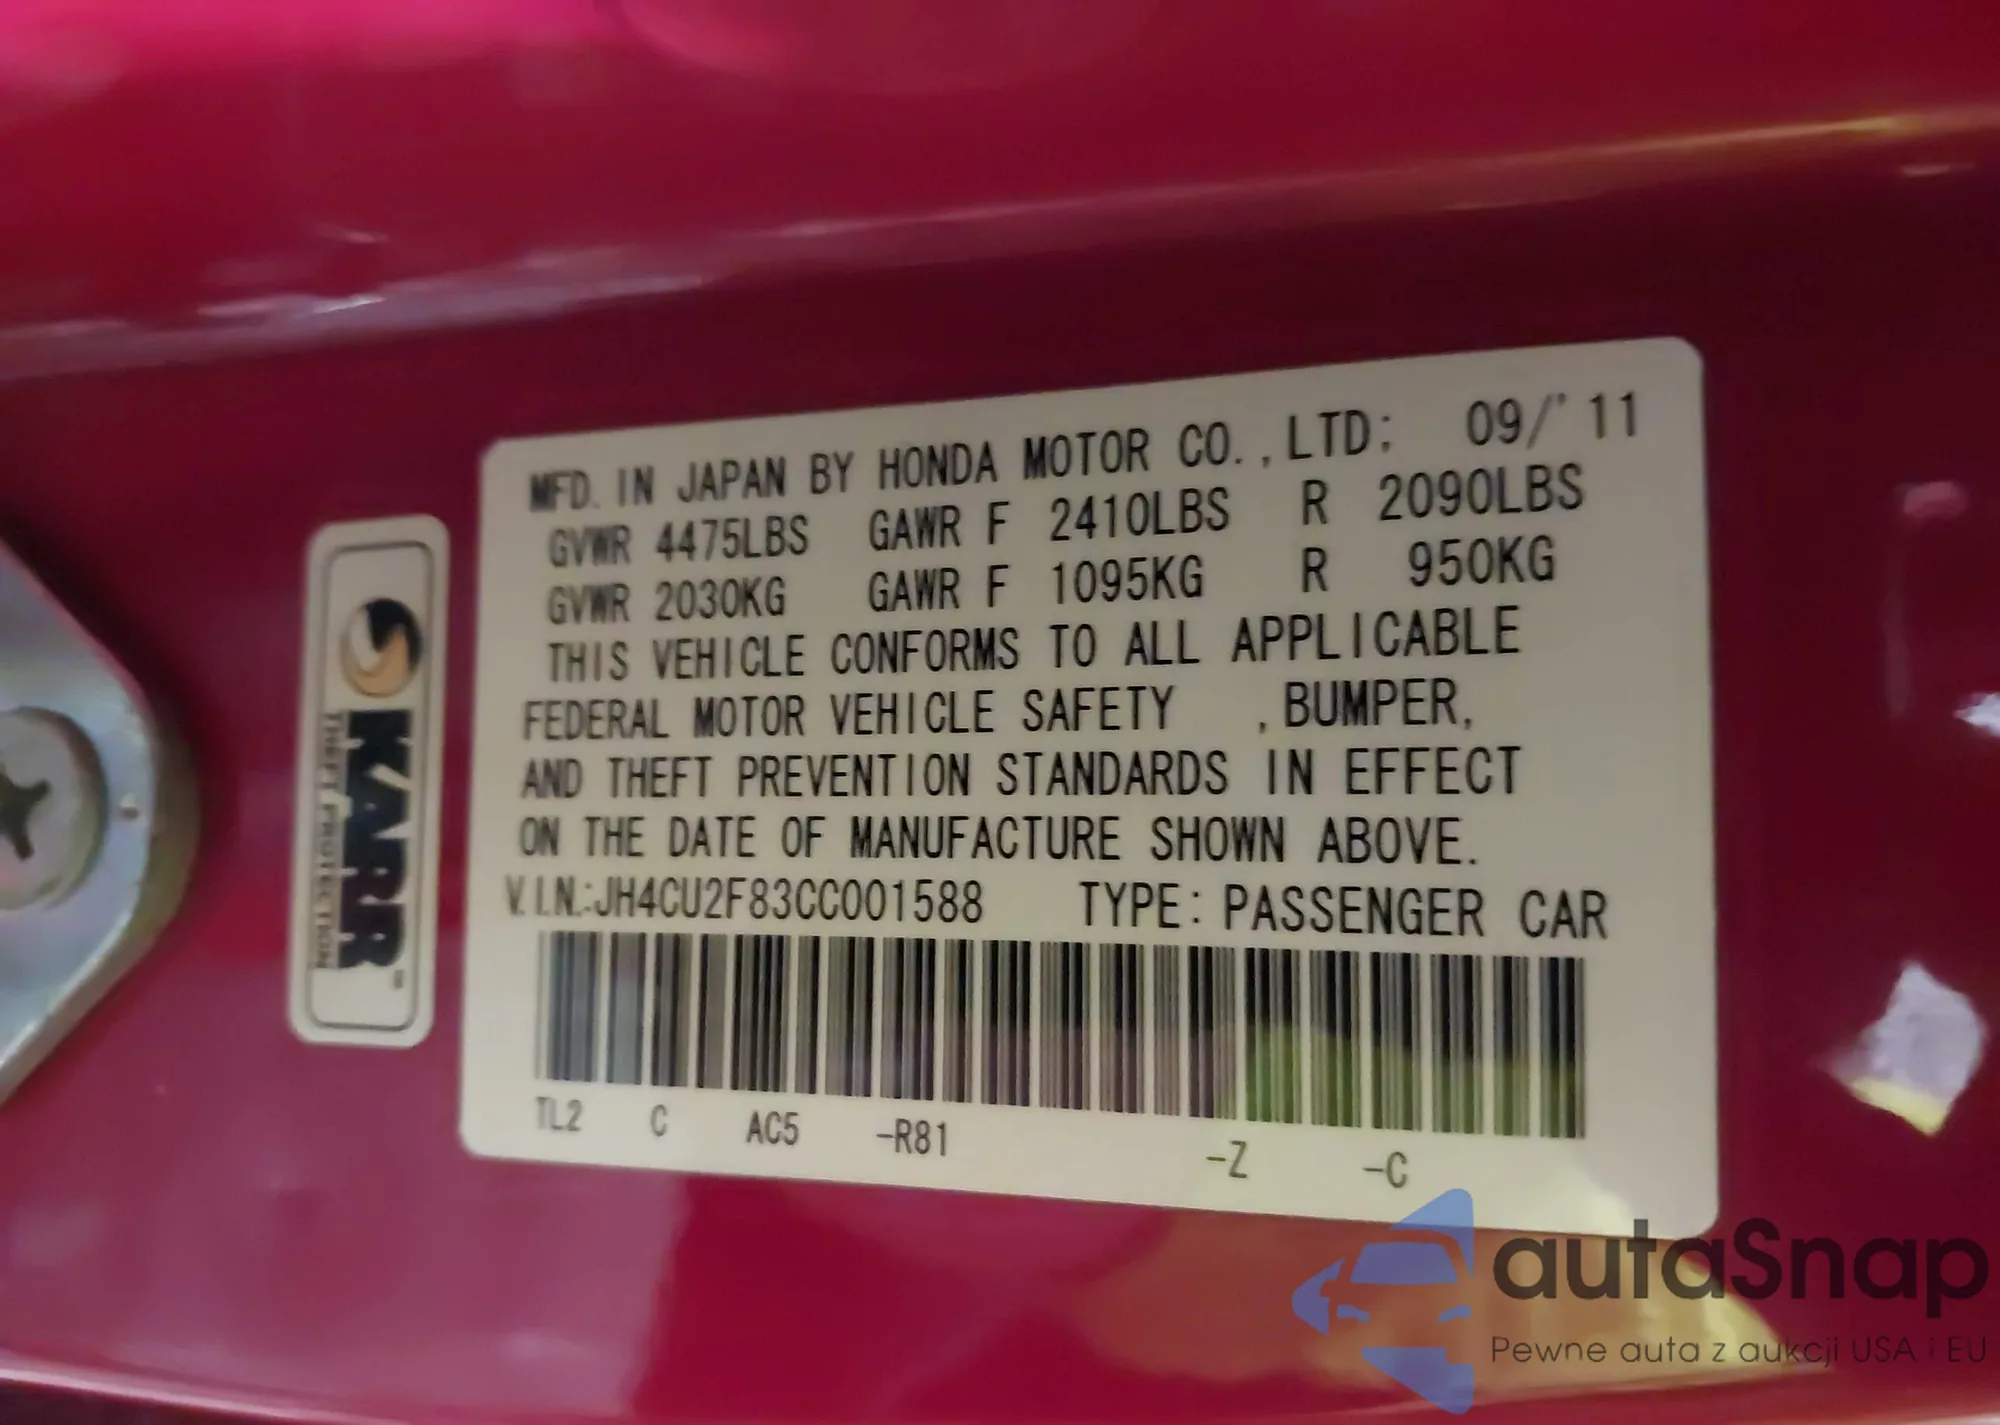 MFD. IN JAPAN BY HONDA MOTOR CO.,LTD; 09/'11
GVWR 4475LBS GAWR F 2410LBS R 2090LBS
GVWR 2030KG GAWR F 1095KG R 950KG
THIS VEHICLE CONFORMS TO ALL APPLICABLE
FEDERAL MOTOR VEHICLE SAFETY ,BUMPER,
AND THEFT PREVENTION STANDARDS IN EFFECT
ON THE DATE OF MANUFACTURE SHOWN ABOVE.
V.I.N.:JH4CU2F83CC001588 TYPE: PASSENGER CAR
TL2 C AC5 -R81 -Z -C
KARR™
THEFT PROTECTION
autaSnap
Pewne auta z aukcji USA i EU